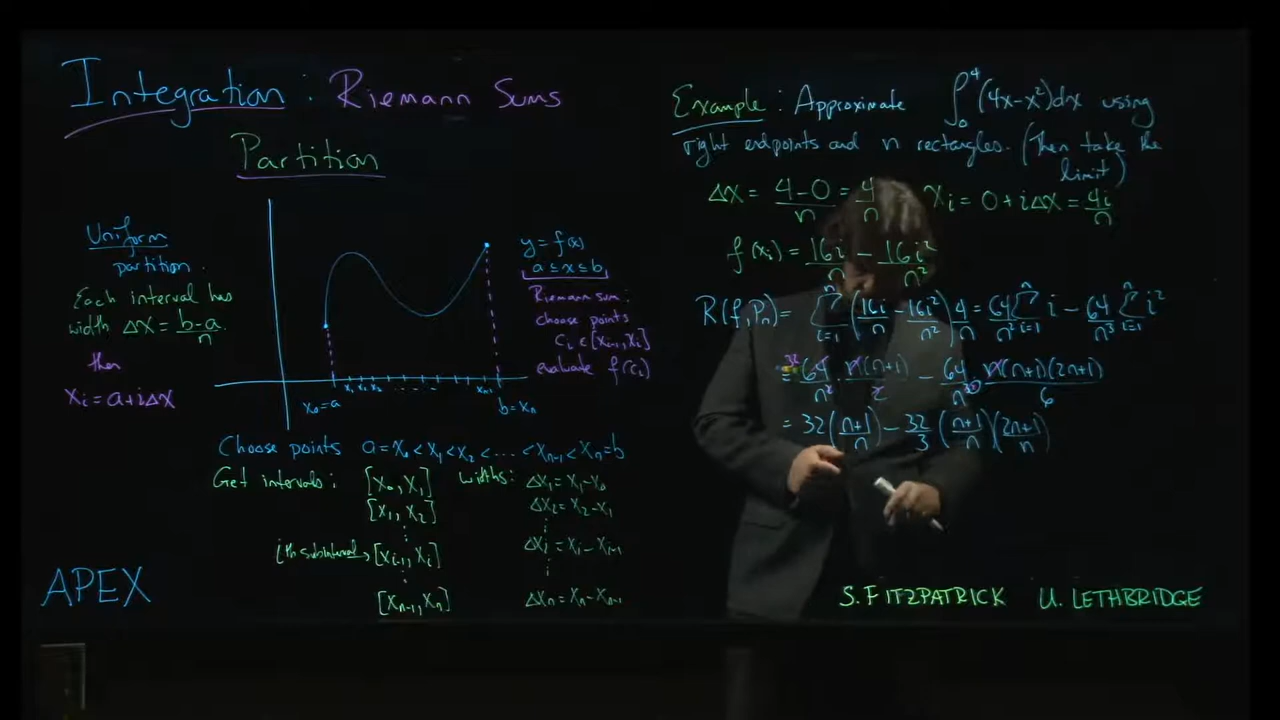 Integration : Riemann Sums
Partition
Uniform
partition.
Each interval has
width Δx = b-a/n.
then
xᵢ = a + iΔx
y = f(x)
a ≤ x ≤ b
Riemann sum:
choose points
cᵢ ∈ [xᵢ₋₁, xᵢ]
evaluate f(cᵢ)
x₀ = a x₁ x₂ x₃ ... xₙ₋₁ b = xₙ
Choose points a = x₀ < x₁ < x₂ < ... < xₙ₋₁ < xₙ = b
Get intervals: [x₀, x₁] widths: Δx₁ = x₁ - x₀
[x₁, x₂] Δx₂ = x₂ - x₁
⋮ ⋮
ith subinterval → [xᵢ₋₁, xᵢ] Δxᵢ = xᵢ - xᵢ₋₁
⋮ ⋮
[xₙ₋₁, xₙ] Δxₙ = xₙ - xₙ₋₁
APEX
Example : Approximate ∫₀⁴ (4x-x²)dx using
right endpoints and n rectangles. (Then take the
limit)
Δx = 4-0/n = 4/n xᵢ = 0 + iΔx = 4i/n
f(xᵢ) = 16i/n - 16i²/n²
R(f, Pₙ) = ∑ᵢ₌₁ⁿ (16i/n - 16i²/n²) 4/n = 64/n² ∑ᵢ₌₁ⁿ i - 64/n³ ∑ᵢ₌₁ⁿ i²
= 32 64/n² · n(n+1)/2 - 64/n³ n(n+1)(2n+1)/6
= 32 (n+1/n) - 32/3 (n+1/n)(2n+1/n)
S. FITZPATRICK U. LETHBRIDGE